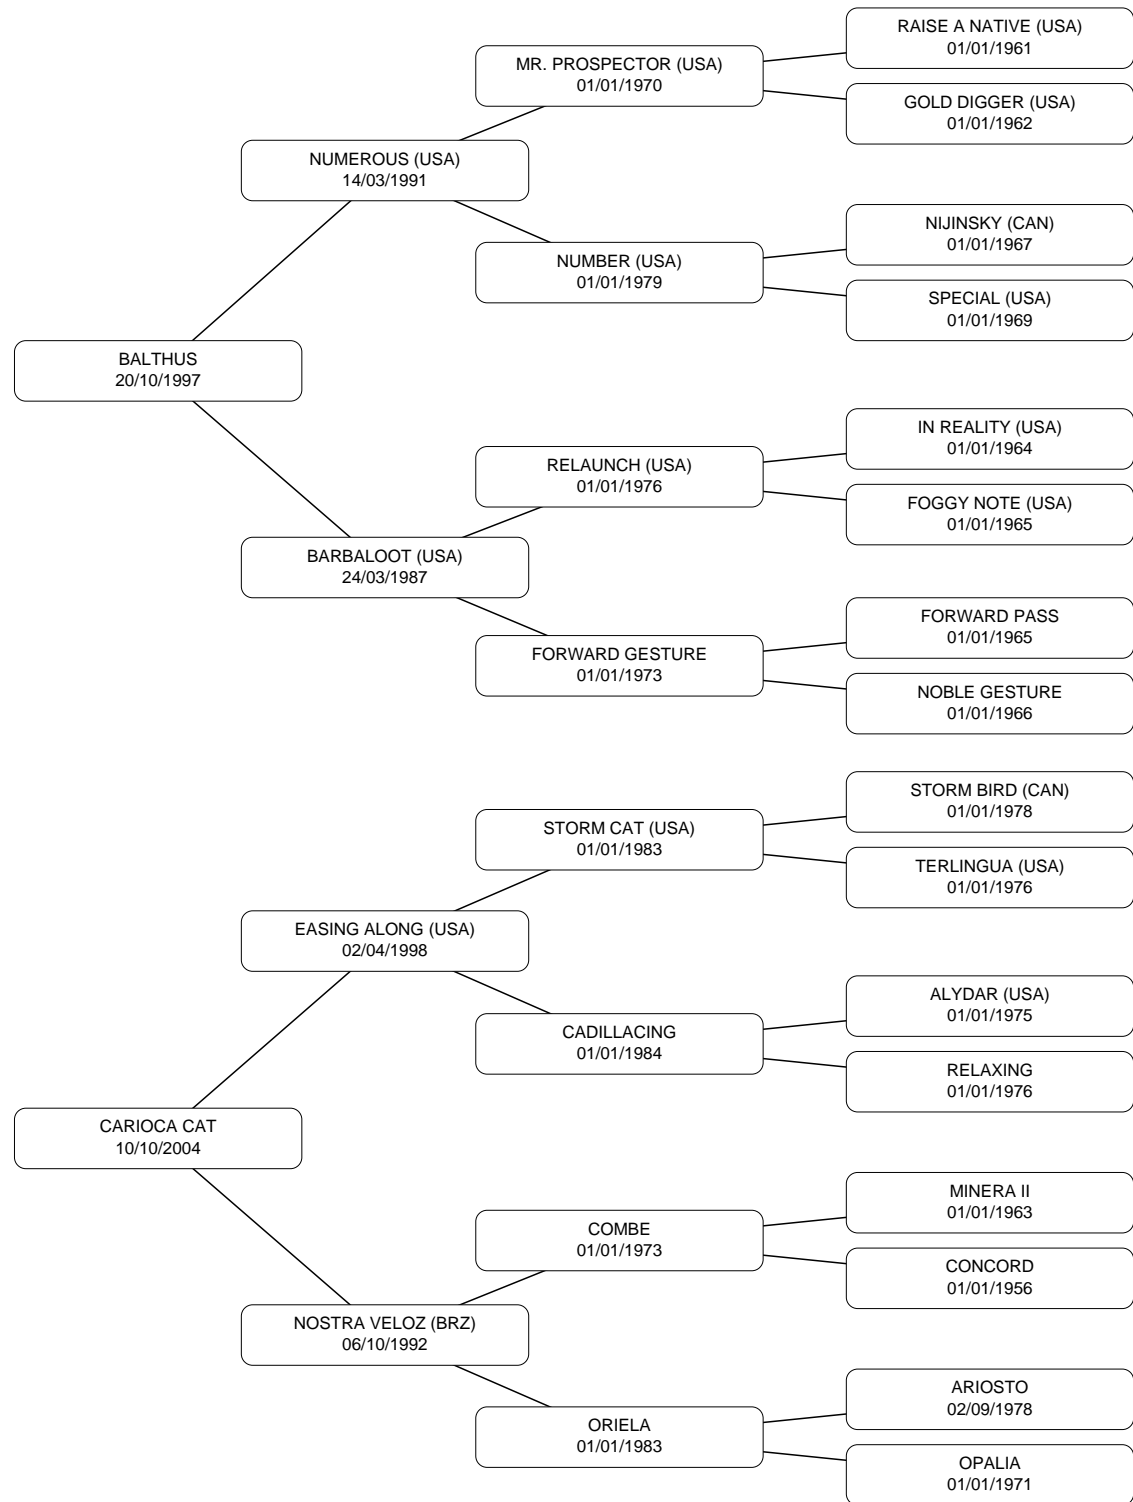 RAISE A NATIVE (USA)
01/01/1961
MR. PROSPECTOR (USA)
01/01/1970
GOLD DIGGER (USA)
01/01/1962
NUMEROUS (USA)
14/03/1991
NIJINSKY (CAN)
01/01/1967
NUMBER (USA)
01/01/1979
SPECIAL (USA)
01/01/1969
BALTHUS
20/10/1997
IN REALITY (USA)
01/01/1964
RELAUNCH (USA)
01/01/1976
FOGGY NOTE (USA)
01/01/1965
BARBALOOT (USA)
24/03/1987
FORWARD PASS
01/01/1965
FORWARD GESTURE
01/01/1973
NOBLE GESTURE
01/01/1966
STORM BIRD (CAN)
01/01/1978
STORM CAT (USA)
01/01/1983
TERLINGUA (USA)
01/01/1976
EASING ALONG (USA)
02/04/1998
ALYDAR (USA)
01/01/1975
CADILLACING
01/01/1984
RELAXING
01/01/1976
CARIOCA CAT
10/10/2004
MINERA II
01/01/1963
COMBE
01/01/1973
CONCORD
01/01/1956
NOSTRA VELOZ (BRZ)
06/10/1992
ARIOSTO
02/09/1978
ORIELA
01/01/1983
OPALIA
01/01/1971